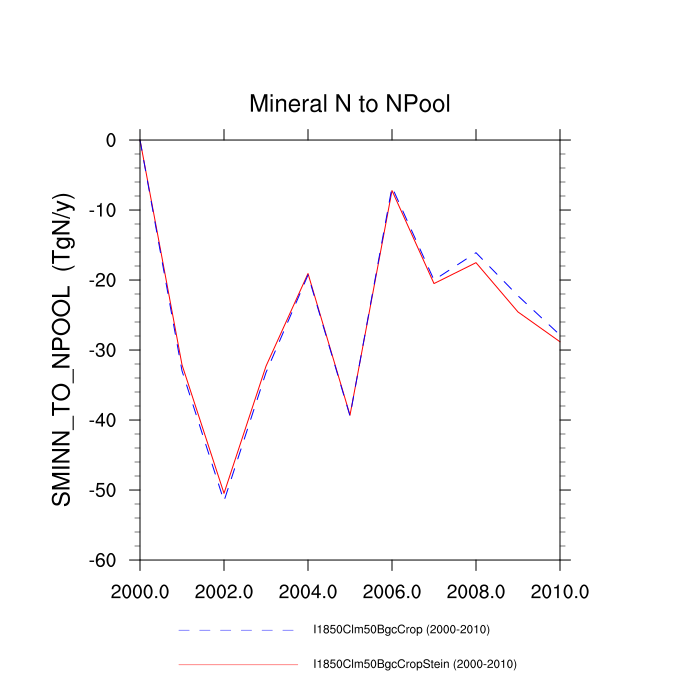 Mineral N to NPool
SMINN_TO_NPOOL (TgN/y)
0
-10
-20
-30
-40
-50
-60
2000.0 2002.0 2004.0 2006.0 2008.0 2010.0
I1850Clm50BgcCrop (2000-2010)
I1850Clm50BgcCropStein (2000-2010)